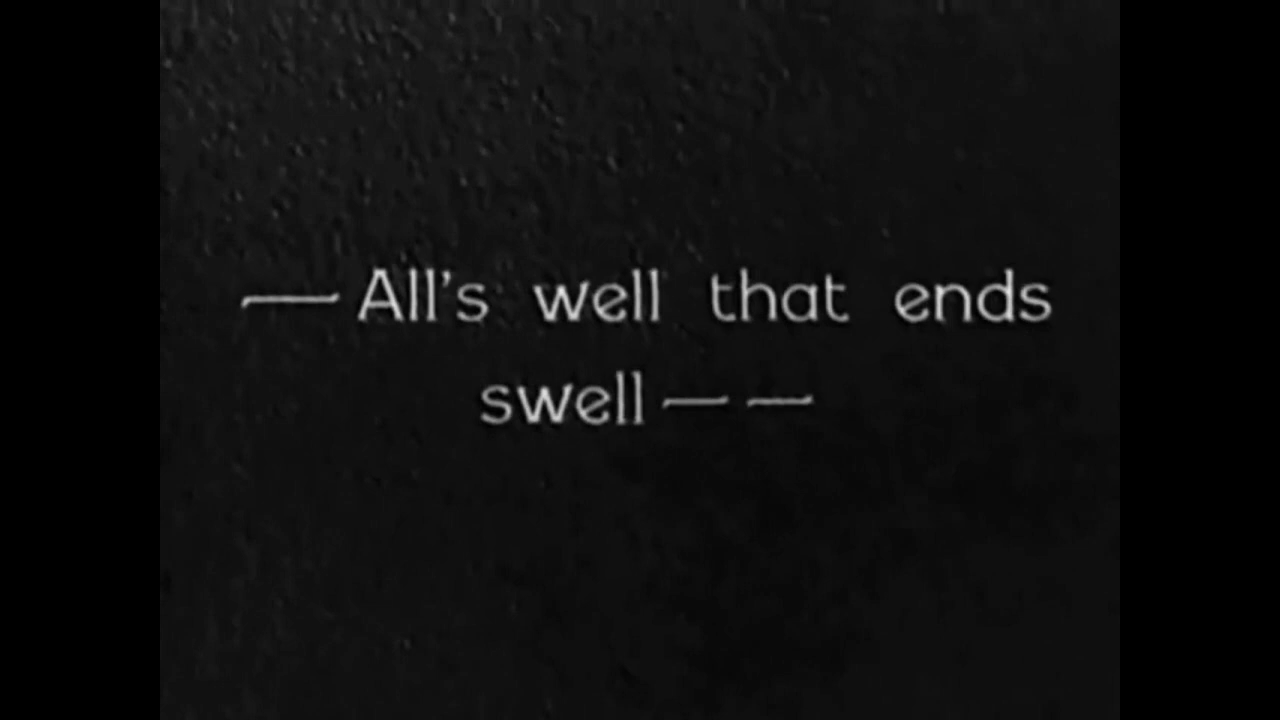 — All's well that ends
swell — —